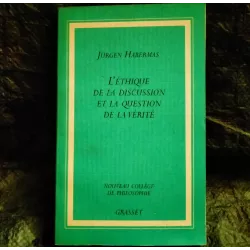 JÜRGEN HABERMAS
L'ÉTHIQUE
DE LA DISCUSSION
ET LA QUESTION
DE LA VÉRITÉ
NOUVEAU COLLÈGE
DE PHILOSOPHIE
GRASSET